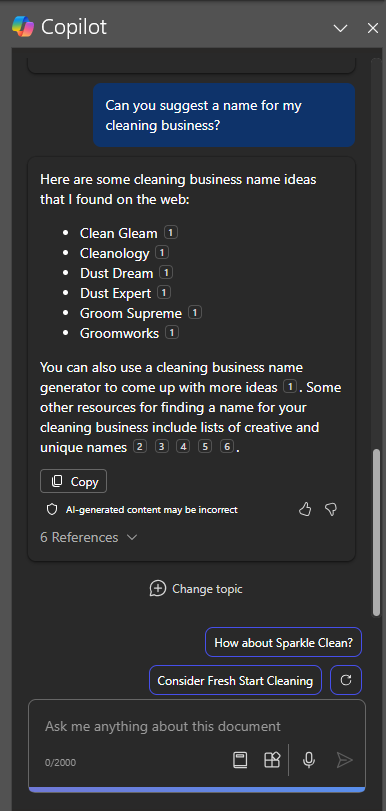 Copilot
Can you suggest a name for my
cleaning business?
Here are some cleaning business name ideas
that I found on the web:
• Clean Gleam 1
• Cleanology 1
• Dust Dream 1
• Dust Expert 1
• Groom Supreme 1
• Groomworks 1
You can also use a cleaning business name
generator to come up with more ideas 1 . Some
other resources for finding a name for your
cleaning business include lists of creative and
unique names 2 3 4 5 6 .
Copy
AI-generated content may be incorrect
6 References
Change topic
How about Sparkle Clean?
Consider Fresh Start Cleaning
Ask me anything about this document
0/2000